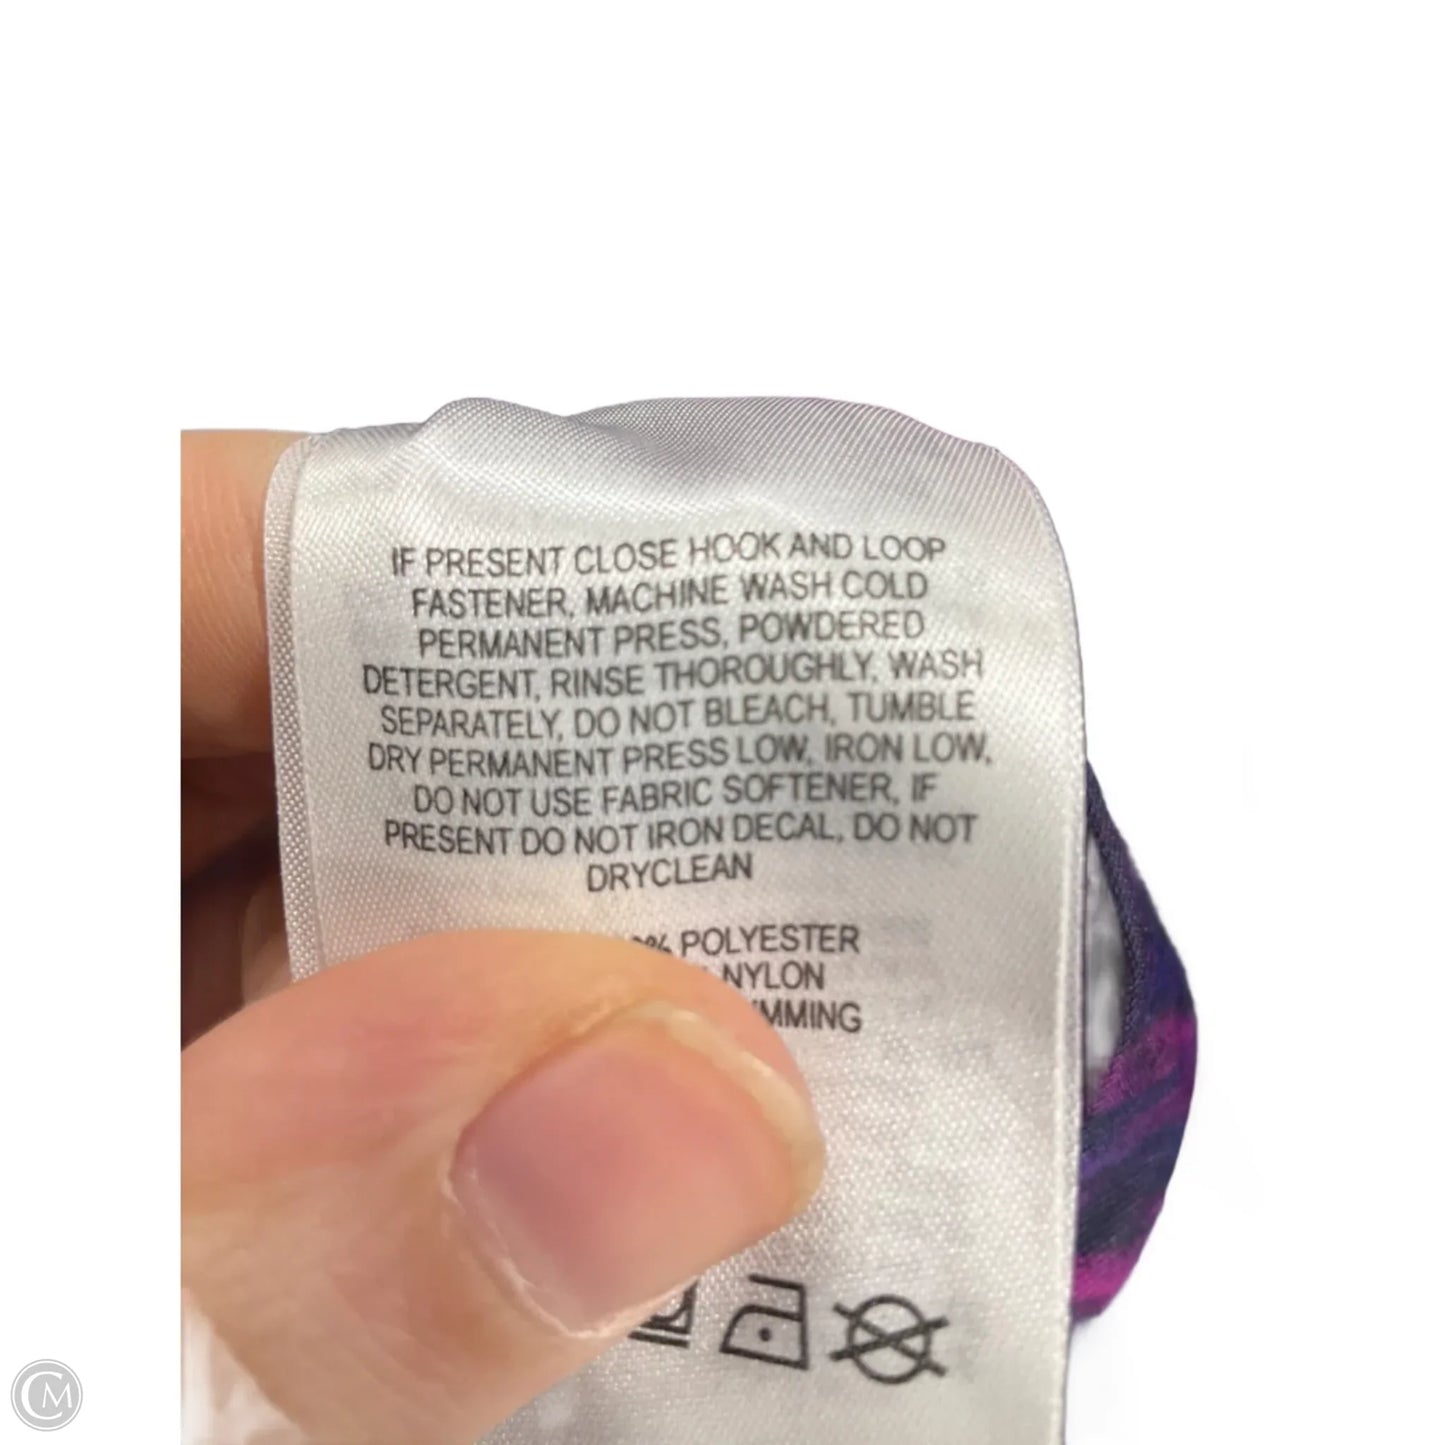 IF PRESENT CLOSE HOOK AND LOOP
FASTENER, MACHINE WASH COLD
PERMANENT PRESS, POWDERED
DETERGENT, RINSE THOROUGHLY, WASH
SEPARATELY, DO NOT BLEACH, TUMBLE
DRY PERMANENT PRESS LOW, IRON LOW,
DO NOT USE FABRIC SOFTENER, IF
PRESENT DO NOT IRON DECAL, DO NOT
DRYCLEAN
% POLYESTER
NYLON
CM